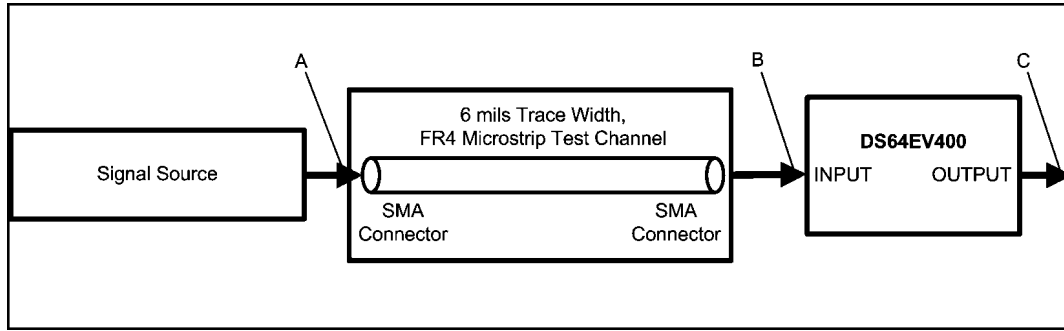 A
B
C
6 mils Trace Width,
FR4 Microstrip Test Channel
Signal Source
DS64EV400
INPUT
OUTPUT
SMA
Connector
SMA
Connector